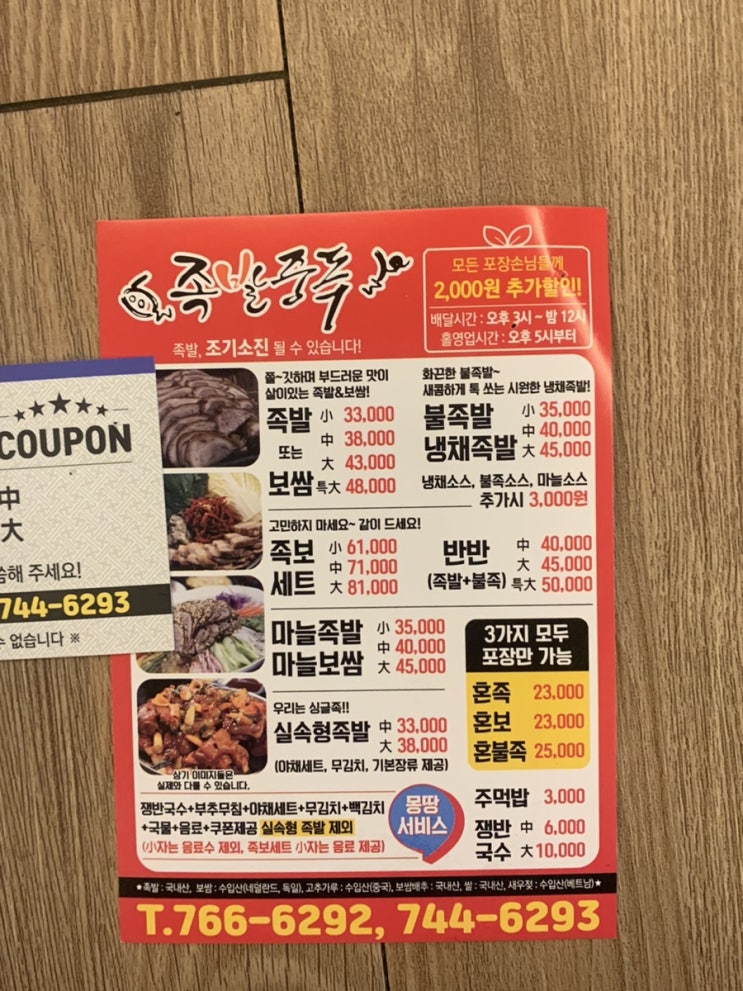 족발중독
족발, 조기소진 될 수 있습니다!
모든 포장손님들께
2,000원 추가할인!
배달시간 : 오후 3시 ~ 밤 12시
홀영업시간 : 오후 5시부터
쫄~깃하며 부드러운 맛이
살이있는 족발&보쌈!
족발 小 33,000
또는 中 38,000
大 43,000
보쌈 특大 48,000
화끈한 불족발~
새콤하게 톡 쏘는 시원한 냉채족발!
불족발 小 35,000
냉채족발 中 40,000
大 45,000
냉채소스, 불족소스, 마늘소스
추가시 3,000원
고민하지 마세요~ 같이 드세요!
족보 小 61,000
세트 中 71,000
大 81,000
반반 中 40,000
大 45,000
(족발+불족) 특大 50,000
마늘족발 小 35,000
마늘보쌈 中 40,000
大 45,000
우리는 싱글족!!
실속형족발 中 33,000
大 38,000
(야채세트, 무김치, 기본장류 제공)
3가지 모두
포장만 가능
혼족 23,000
혼보 23,000
혼불족 25,000
상기 이미지들은
실제와 다를 수 있습니다.
쟁반국수+부추무침+야채세트+무김치+백김치
+국물+음료+쿠폰제공 실속형 족발 제외
(小자는 음료수 제외, 족보세트 小자는 음료 제공)
몽땅
서비스
주먹밥 3,000
쟁반 中 6,000
국수 大 10,000
★족발 : 국내산, 보쌈 : 수입산(네덜란드, 독일), 고추가루 : 수입산(중국), 보쌈배추 : 국내산, 쌀 : 국내산, 새우젓 : 수입산(베트남)★
T.766-6292, 744-6293
COUPON
中
大
해 주세요!
744-6293
없습니다 ※